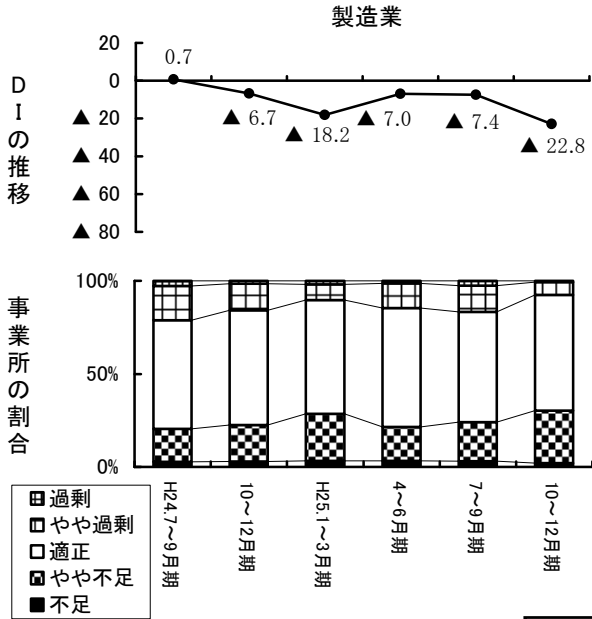 製造業
DIの推移
20
0
▲ 20
▲ 40
▲ 60
▲ 80
0.7
▲ 6.7
▲ 18.2
▲ 7.0
▲ 7.4
▲ 22.8
事業所の割合
100%
50%
0%
H24.7~9月期
10~12月期
H25.1~3月期
4~6月期
7~9月期
10~12月期
過剰
やや過剰
適正
やや不足
不足